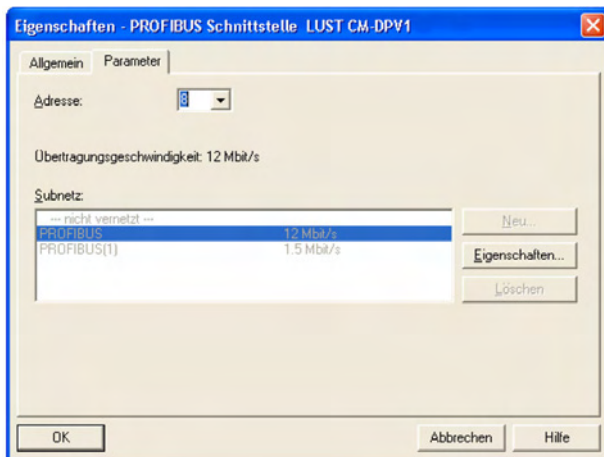 Eigenschaften - PROFIBUS Schnittstelle LUST CM-DPV1
Allgemein
Parameter
Adresse:
8
Übertragungsgeschwindigkeit: 12 Mbit/s
Subnetz:
--- nicht vernetzt ---
PROFIBUS 12 Mbit/s
PROFIBUS(1) 1.5 Mbit/s
Neu...
Eigenschaften...
Löschen
OK
Abbrechen
Hilfe